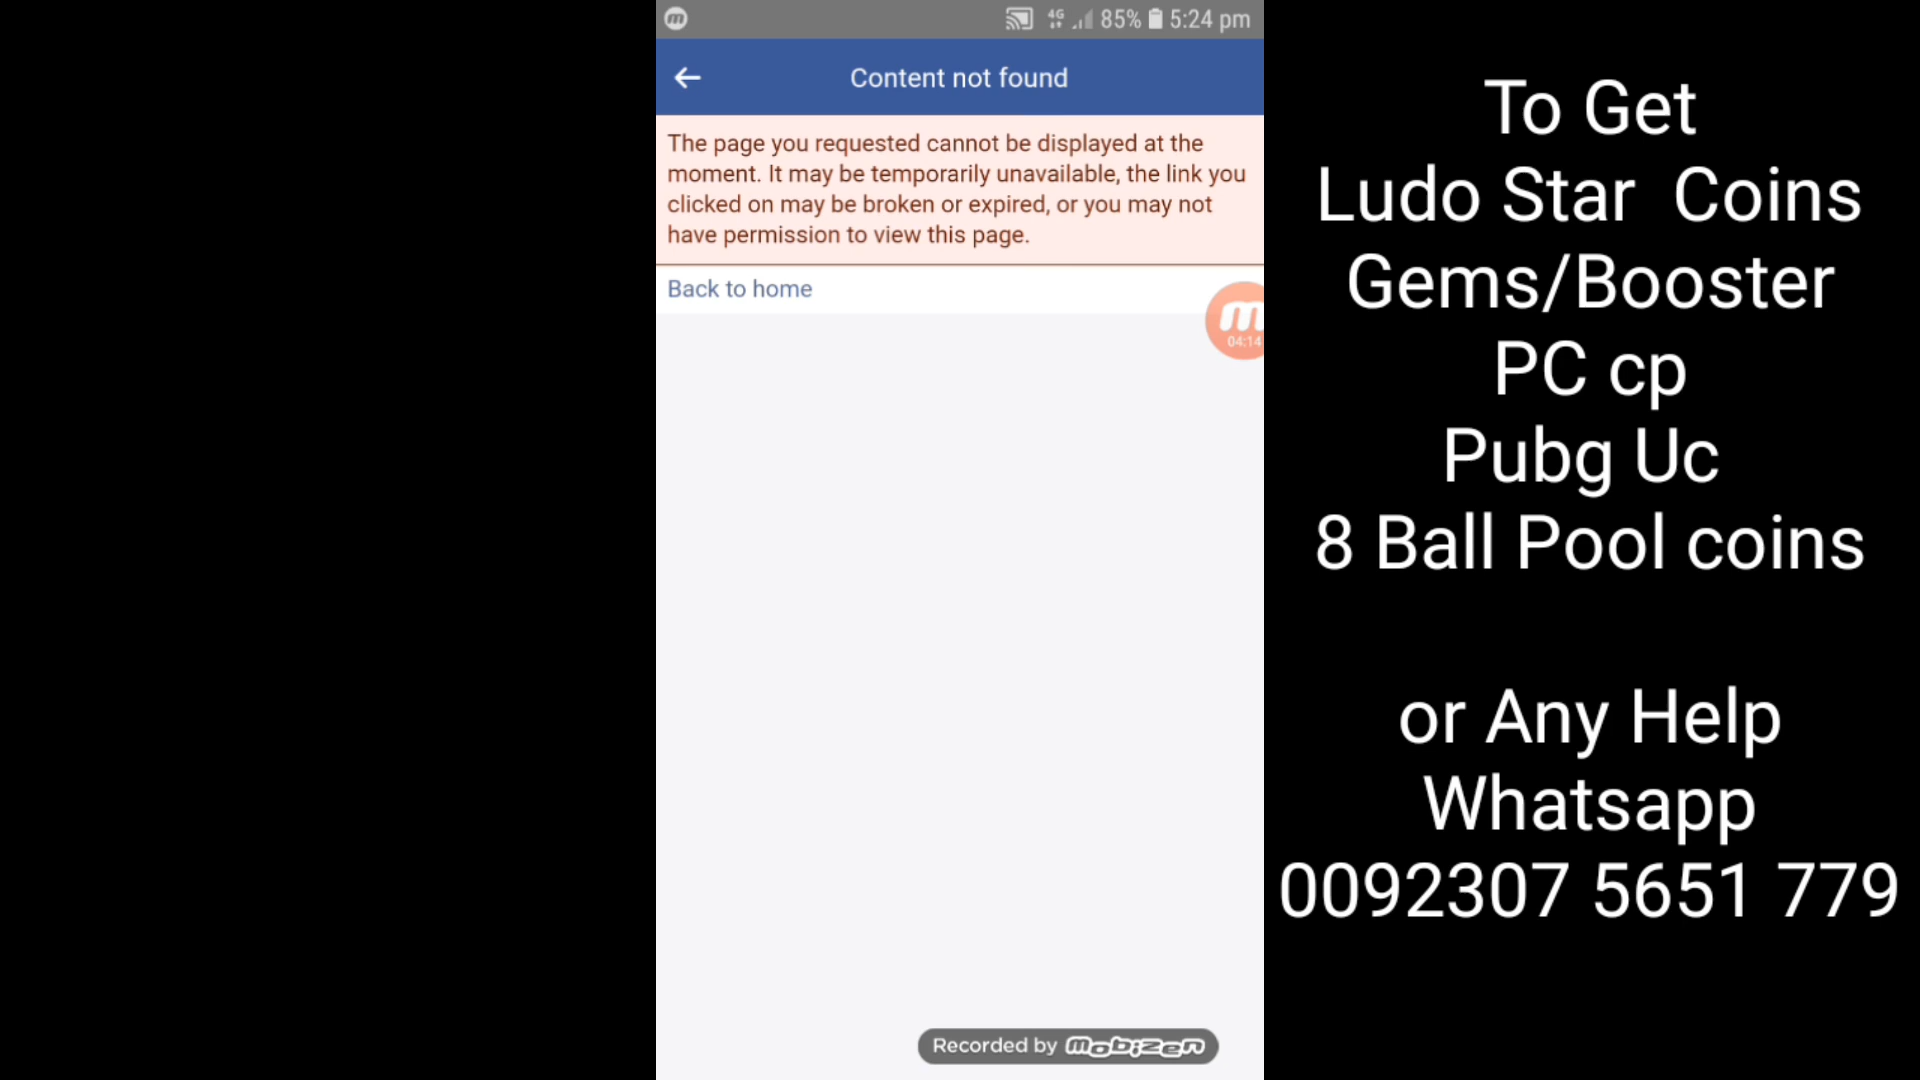 m
4G 85% 5:24 pm
Content not found
The page you requested cannot be displayed at the
moment. It may be temporarily unavailable, the link you
clicked on may be broken or expired, or you may not
have permission to view this page.
Back to home
m
04:14
Recorded by mobizen
To Get
Ludo Star Coins
Gems/Booster
PC cp
Pubg Uc
8 Ball Pool coins
or Any Help
Whatsapp
0092307 5651 779